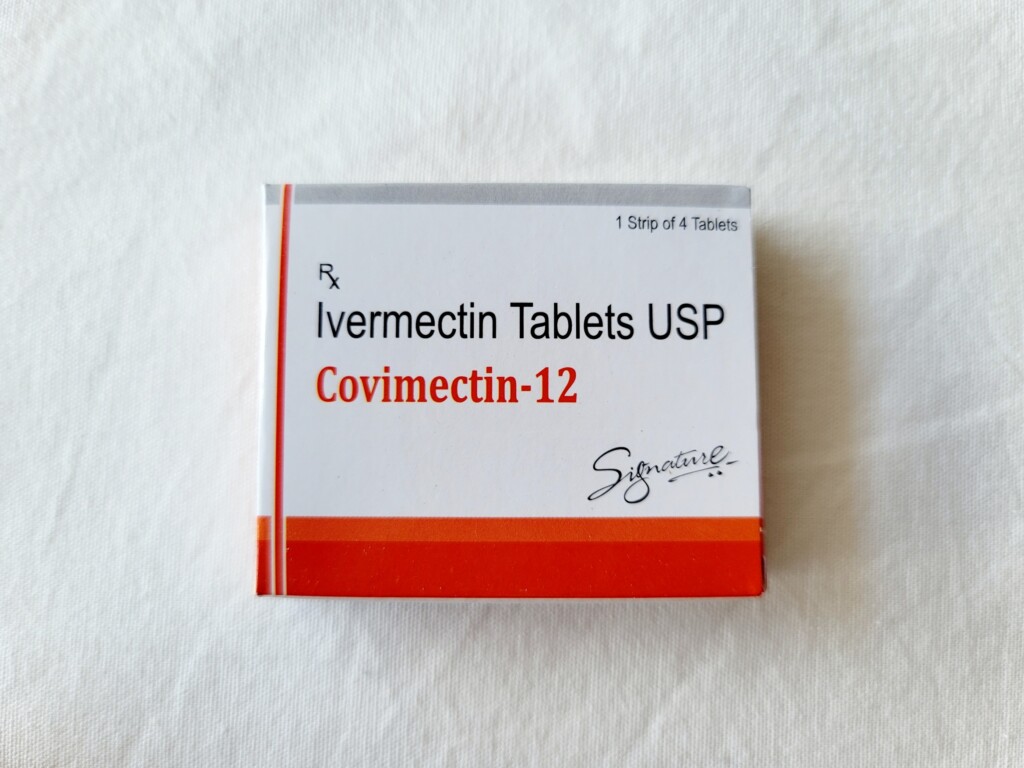 1 Strip of 4 Tablets
Rx
Ivermectin Tablets USP
Covimectin-12
Signature